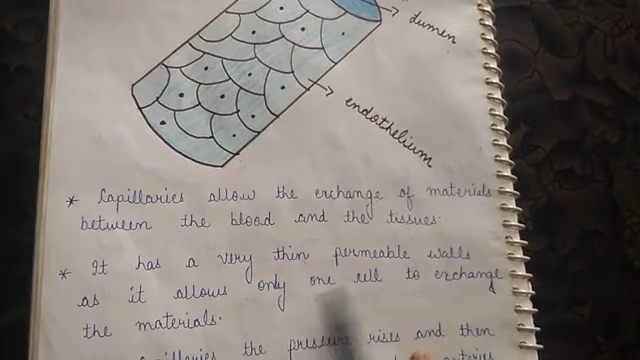 lumen
endothelium
* Capillaries allow the exchange of materials
between the blood and the tissues.
* It has a very thin permeable walls
as it allows only one cell to exchange
the materials.
Capillaries the pressure rises and then
arteries